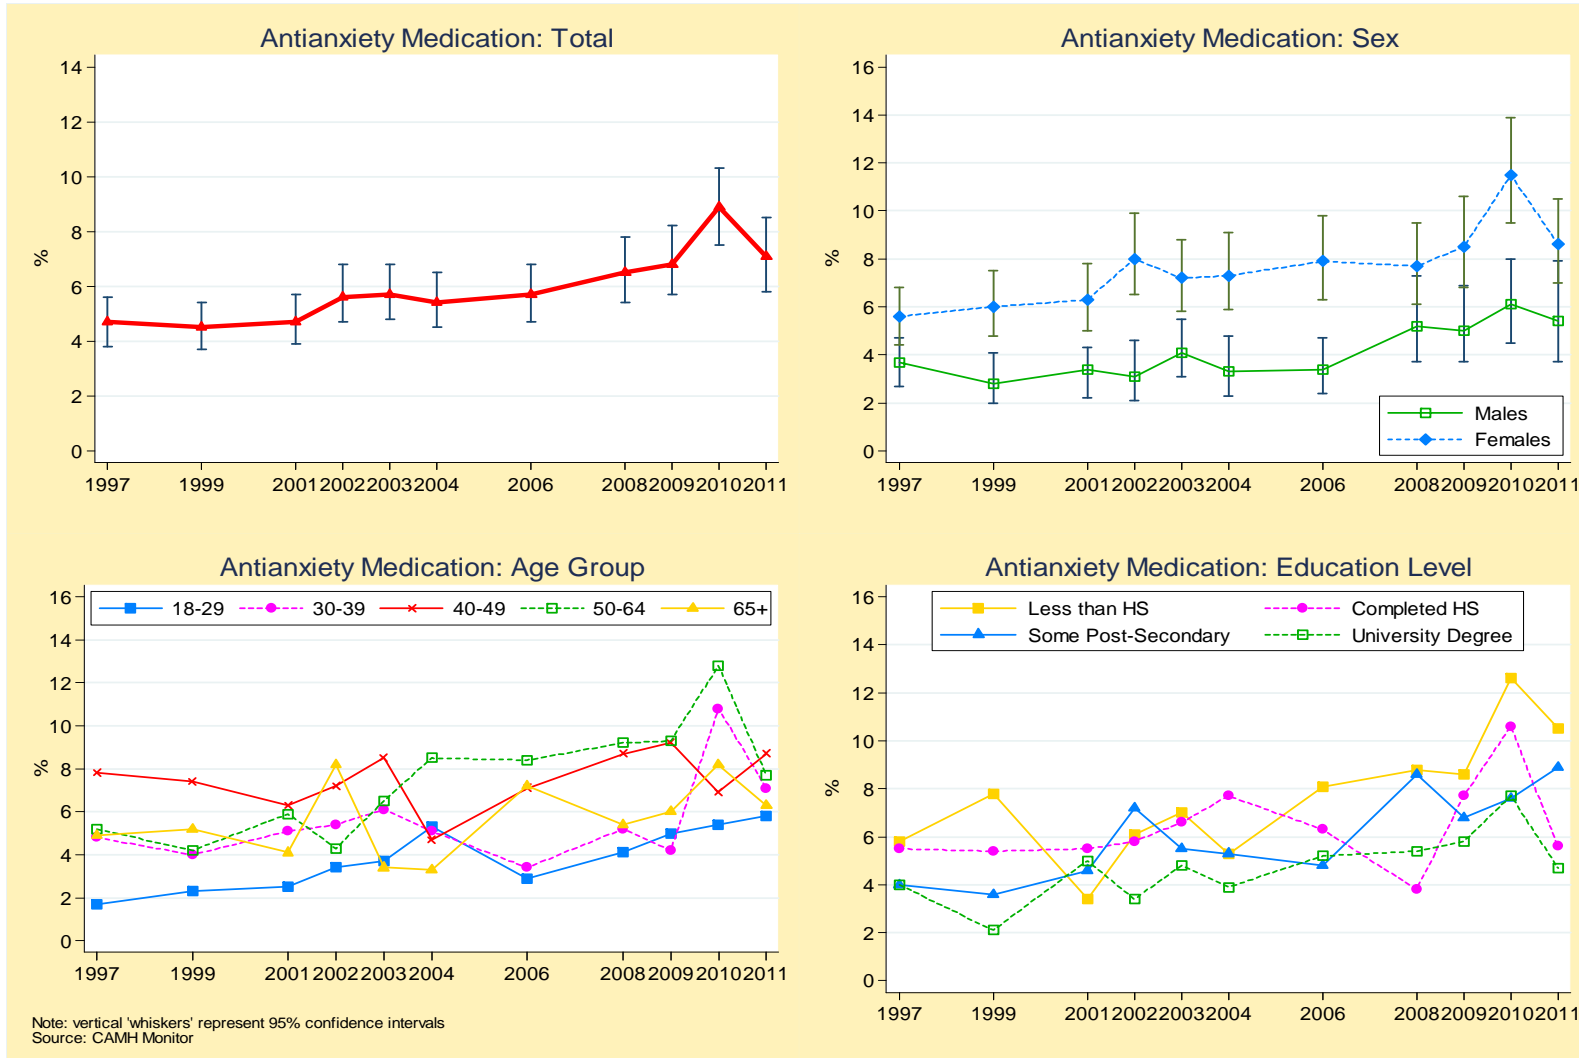 Antianxiety Medication: Total
14
12
10
8
6
4
2
0
%
1997 1999 2001 2002 2003 2004 2006 2008 2009 2010 2011
Antianxiety Medication: Sex
16
14
12
10
8
6
4
2
0
%
Males
Females
1997 1999 2001 2002 2003 2004 2006 2008 2009 2010 2011
Antianxiety Medication: Age Group
18-29 30-39 40-49 50-64 65+
16
14
12
10
8
6
4
2
0
%
1997 1999 2001 2002 2003 2004 2006 2008 2009 2010 2011
Antianxiety Medication: Education Level
Less than HS Completed HS
Some Post-Secondary University Degree
16
14
12
10
8
6
4
2
0
%
1997 1999 2001 2002 2003 2004 2006 2008 2009 2010 2011
Note: vertical 'whiskers' represent 95% confidence intervals
Source: CAMH Monitor